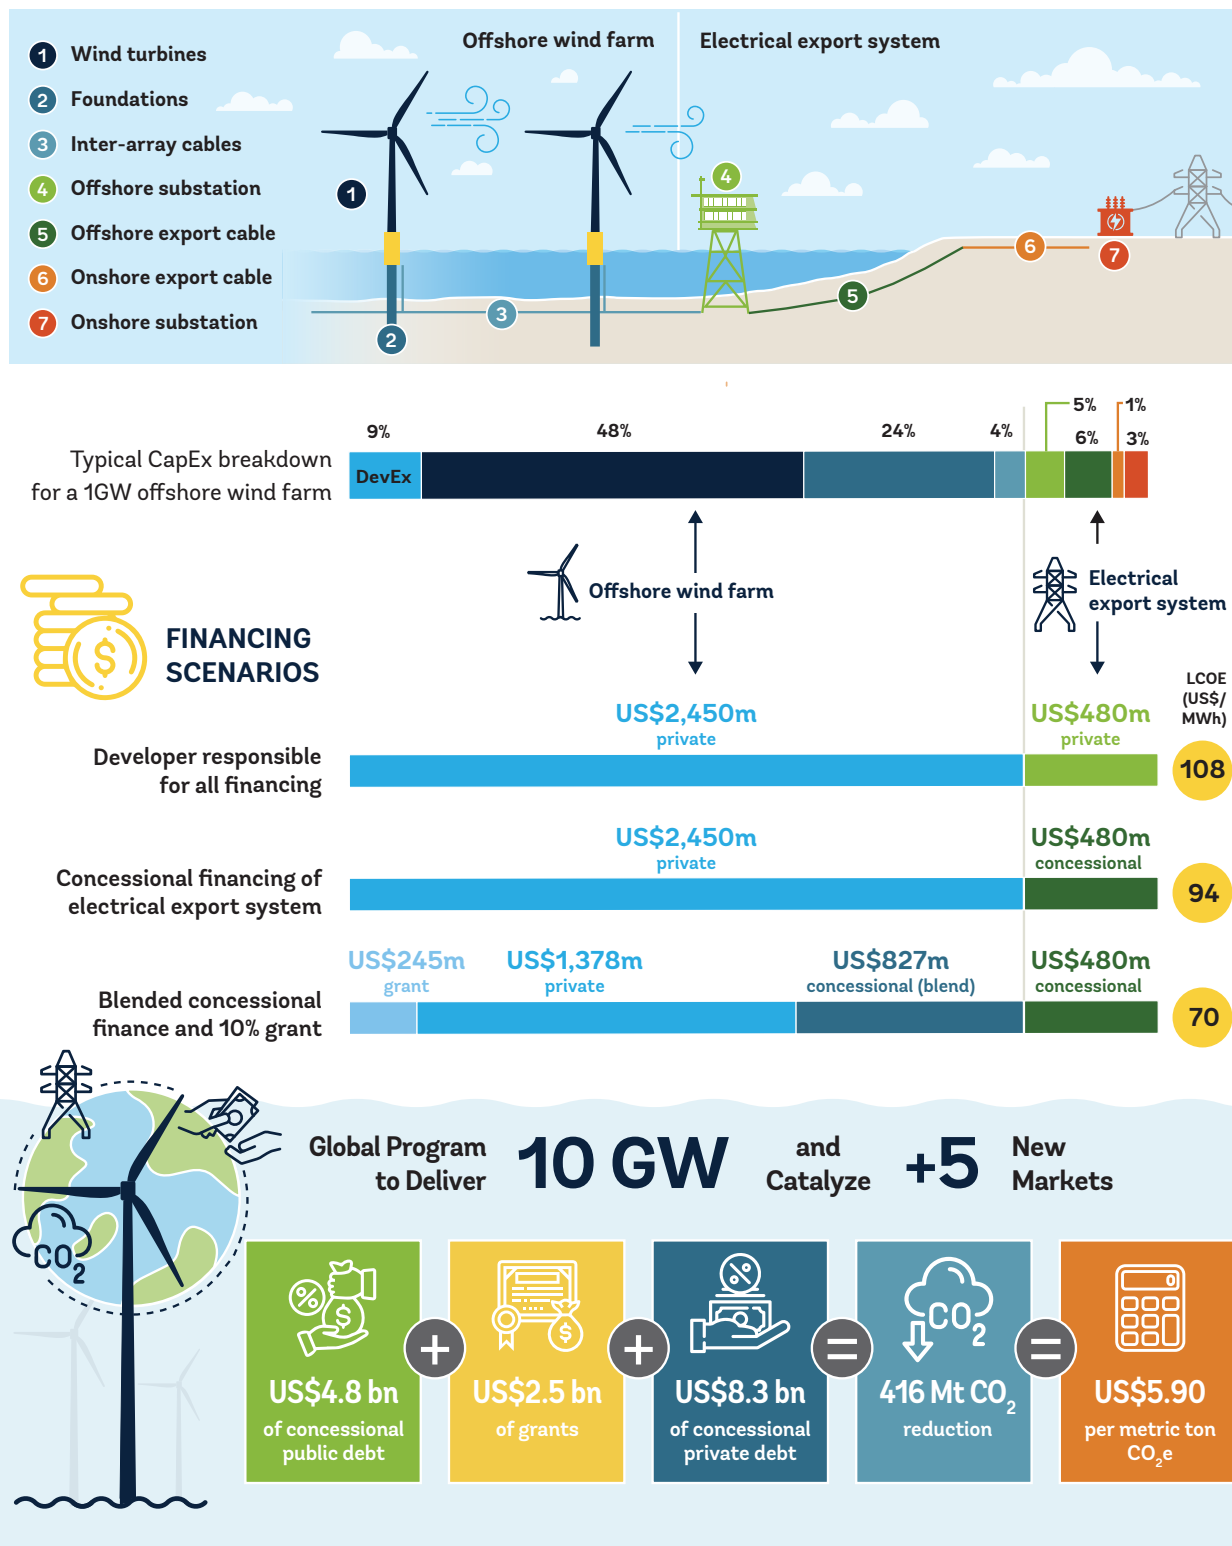 1 Wind turbines
2 Foundations
3 Inter-array cables
4 Offshore substation
5 Offshore export cable
6 Onshore export cable
7 Onshore substation
Offshore wind farm
Electrical export system
1
2
3
4
5
6
7
Typical CapEx breakdown
for a 1GW offshore wind farm
9%
48%
24%
4%
5%
6%
1%
3%
DevEx
Offshore wind farm
Electrical
export system
$
FINANCING
SCENARIOS
LCOE
(US$/
MWh)
Developer responsible
for all financing
US$2,450m
private
US$480m
private
108
Concessional financing of
electrical export system
US$2,450m
private
US$480m
concessional
94
Blended concessional
finance and 10% grant
US$245m
grant
US$1,378m
private
US$827m
concessional (blend)
US$480m
concessional
70
CO2
Global Program
to Deliver
10 GW
and
Catalyze
+5
New
Markets
%
$
US$4.8 bn
of concessional
public debt
+
$
US$2.5 bn
of grants
+
%
US$8.3 bn
of concessional
private debt
=
CO2
416 Mt CO2
reduction
=
0
US$5.90
per metric ton
CO2e